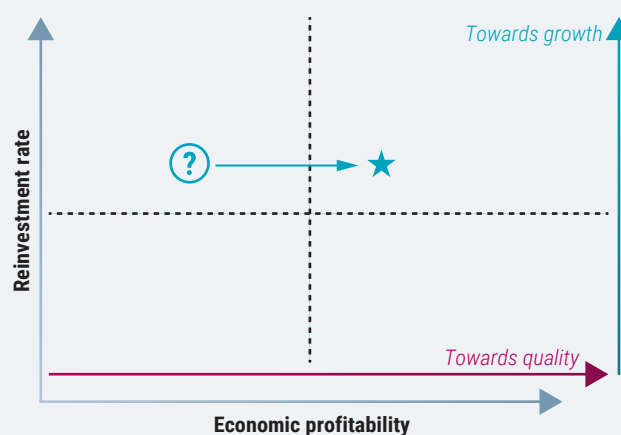 Towards growth
Reinvestment rate
?
Towards quality
Economic profitability